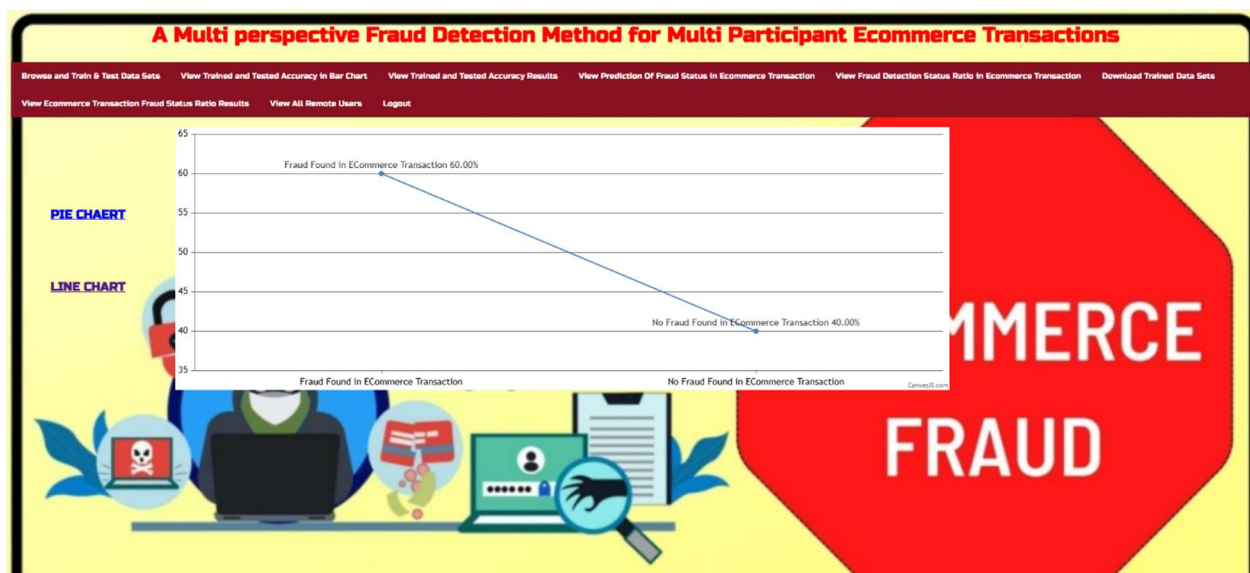 A Multi perspective Fraud Detection Method for Multi Participant Ecommerce Transactions
Browse and Train & Test Data Sets View Trained and Tested Accuracy in Bar Chart View Trained and Tested Accuracy Results View Prediction Of Fraud Status in Ecommerce Transaction View Fraud Detection Status Ratio in Ecommerce Transaction Download Trained Data Sets
View Ecommerce Transaction Fraud Status Ratio Results View All Remote Users Logout
PIE CHAERT
LINE CHART
65
60
55
50
45
40
35
Fraud Found in ECommerce Transaction 60.00%
No Fraud Found in ECommerce Transaction 40.00%
Fraud Found in ECommerce Transaction No Fraud Found in ECommerce Transaction
CanvasJS.com
MMERCE
FRAUD